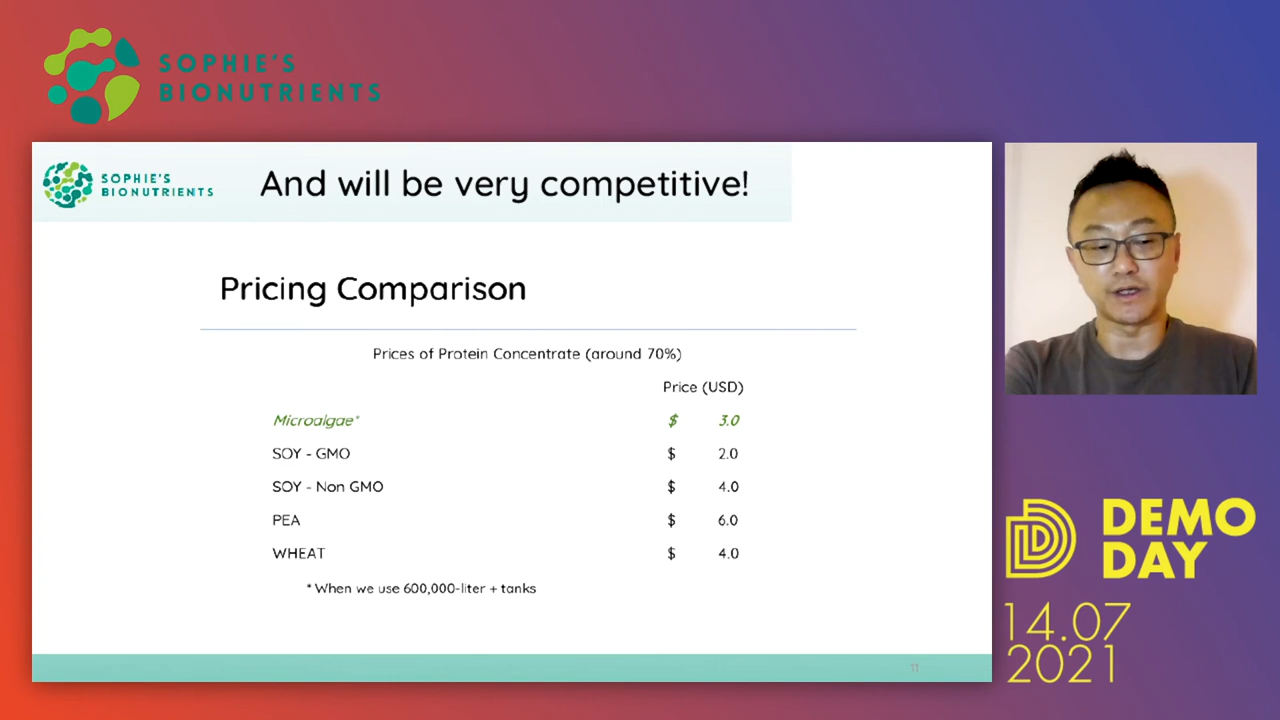 SOPHIE'S
BIONUTRIENTS
SOPHIE'S
BIONUTRIENTS
And will be very competitive!
Pricing Comparison
Prices of Protein Concentrate (around 70%)
Price (USD)
Microalgae* $ 3.0
SOY - GMO $ 2.0
SOY - Non GMO $ 4.0
PEA $ 6.0
WHEAT $ 4.0
* When we use 600,000-liter + tanks
11
DEMO
DAY
14.07
2021